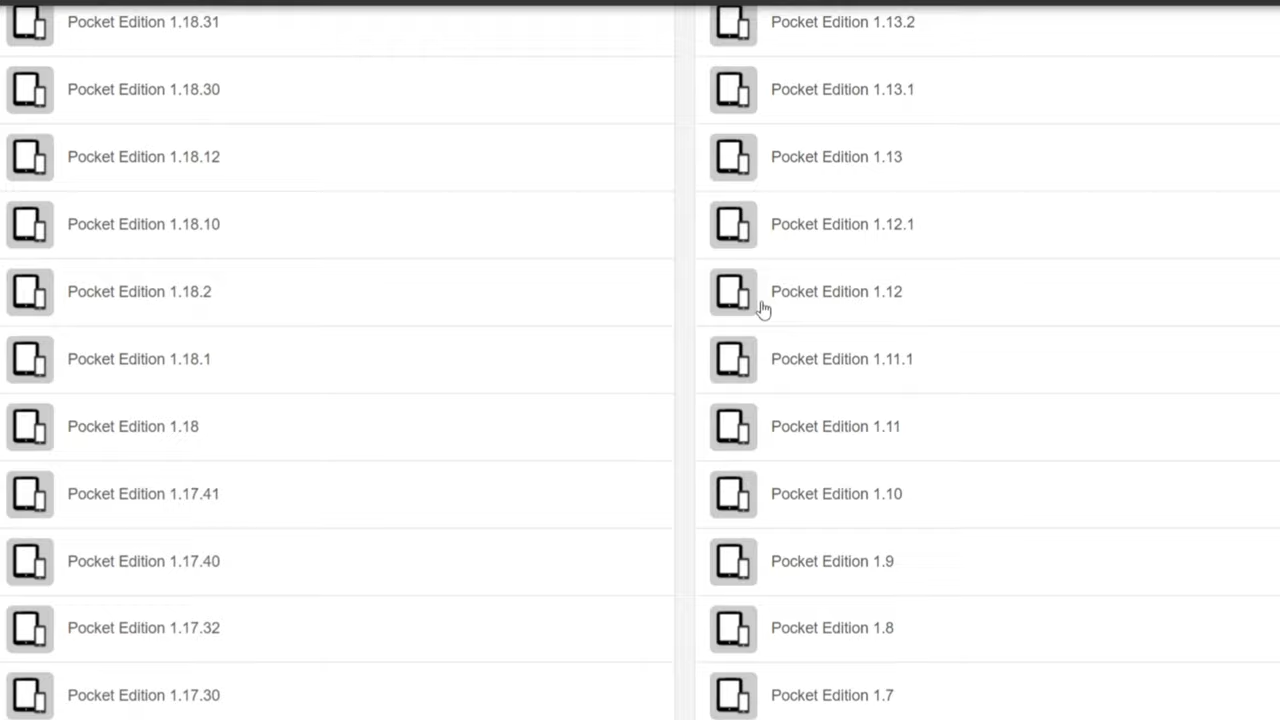 Pocket Edition 1.18.31
Pocket Edition 1.18.30
Pocket Edition 1.18.12
Pocket Edition 1.18.10
Pocket Edition 1.18.2
Pocket Edition 1.18.1
Pocket Edition 1.18
Pocket Edition 1.17.41
Pocket Edition 1.17.40
Pocket Edition 1.17.32
Pocket Edition 1.17.30
Pocket Edition 1.13.2
Pocket Edition 1.13.1
Pocket Edition 1.13
Pocket Edition 1.12.1
Pocket Edition 1.12
Pocket Edition 1.11.1
Pocket Edition 1.11
Pocket Edition 1.10
Pocket Edition 1.9
Pocket Edition 1.8
Pocket Edition 1.7